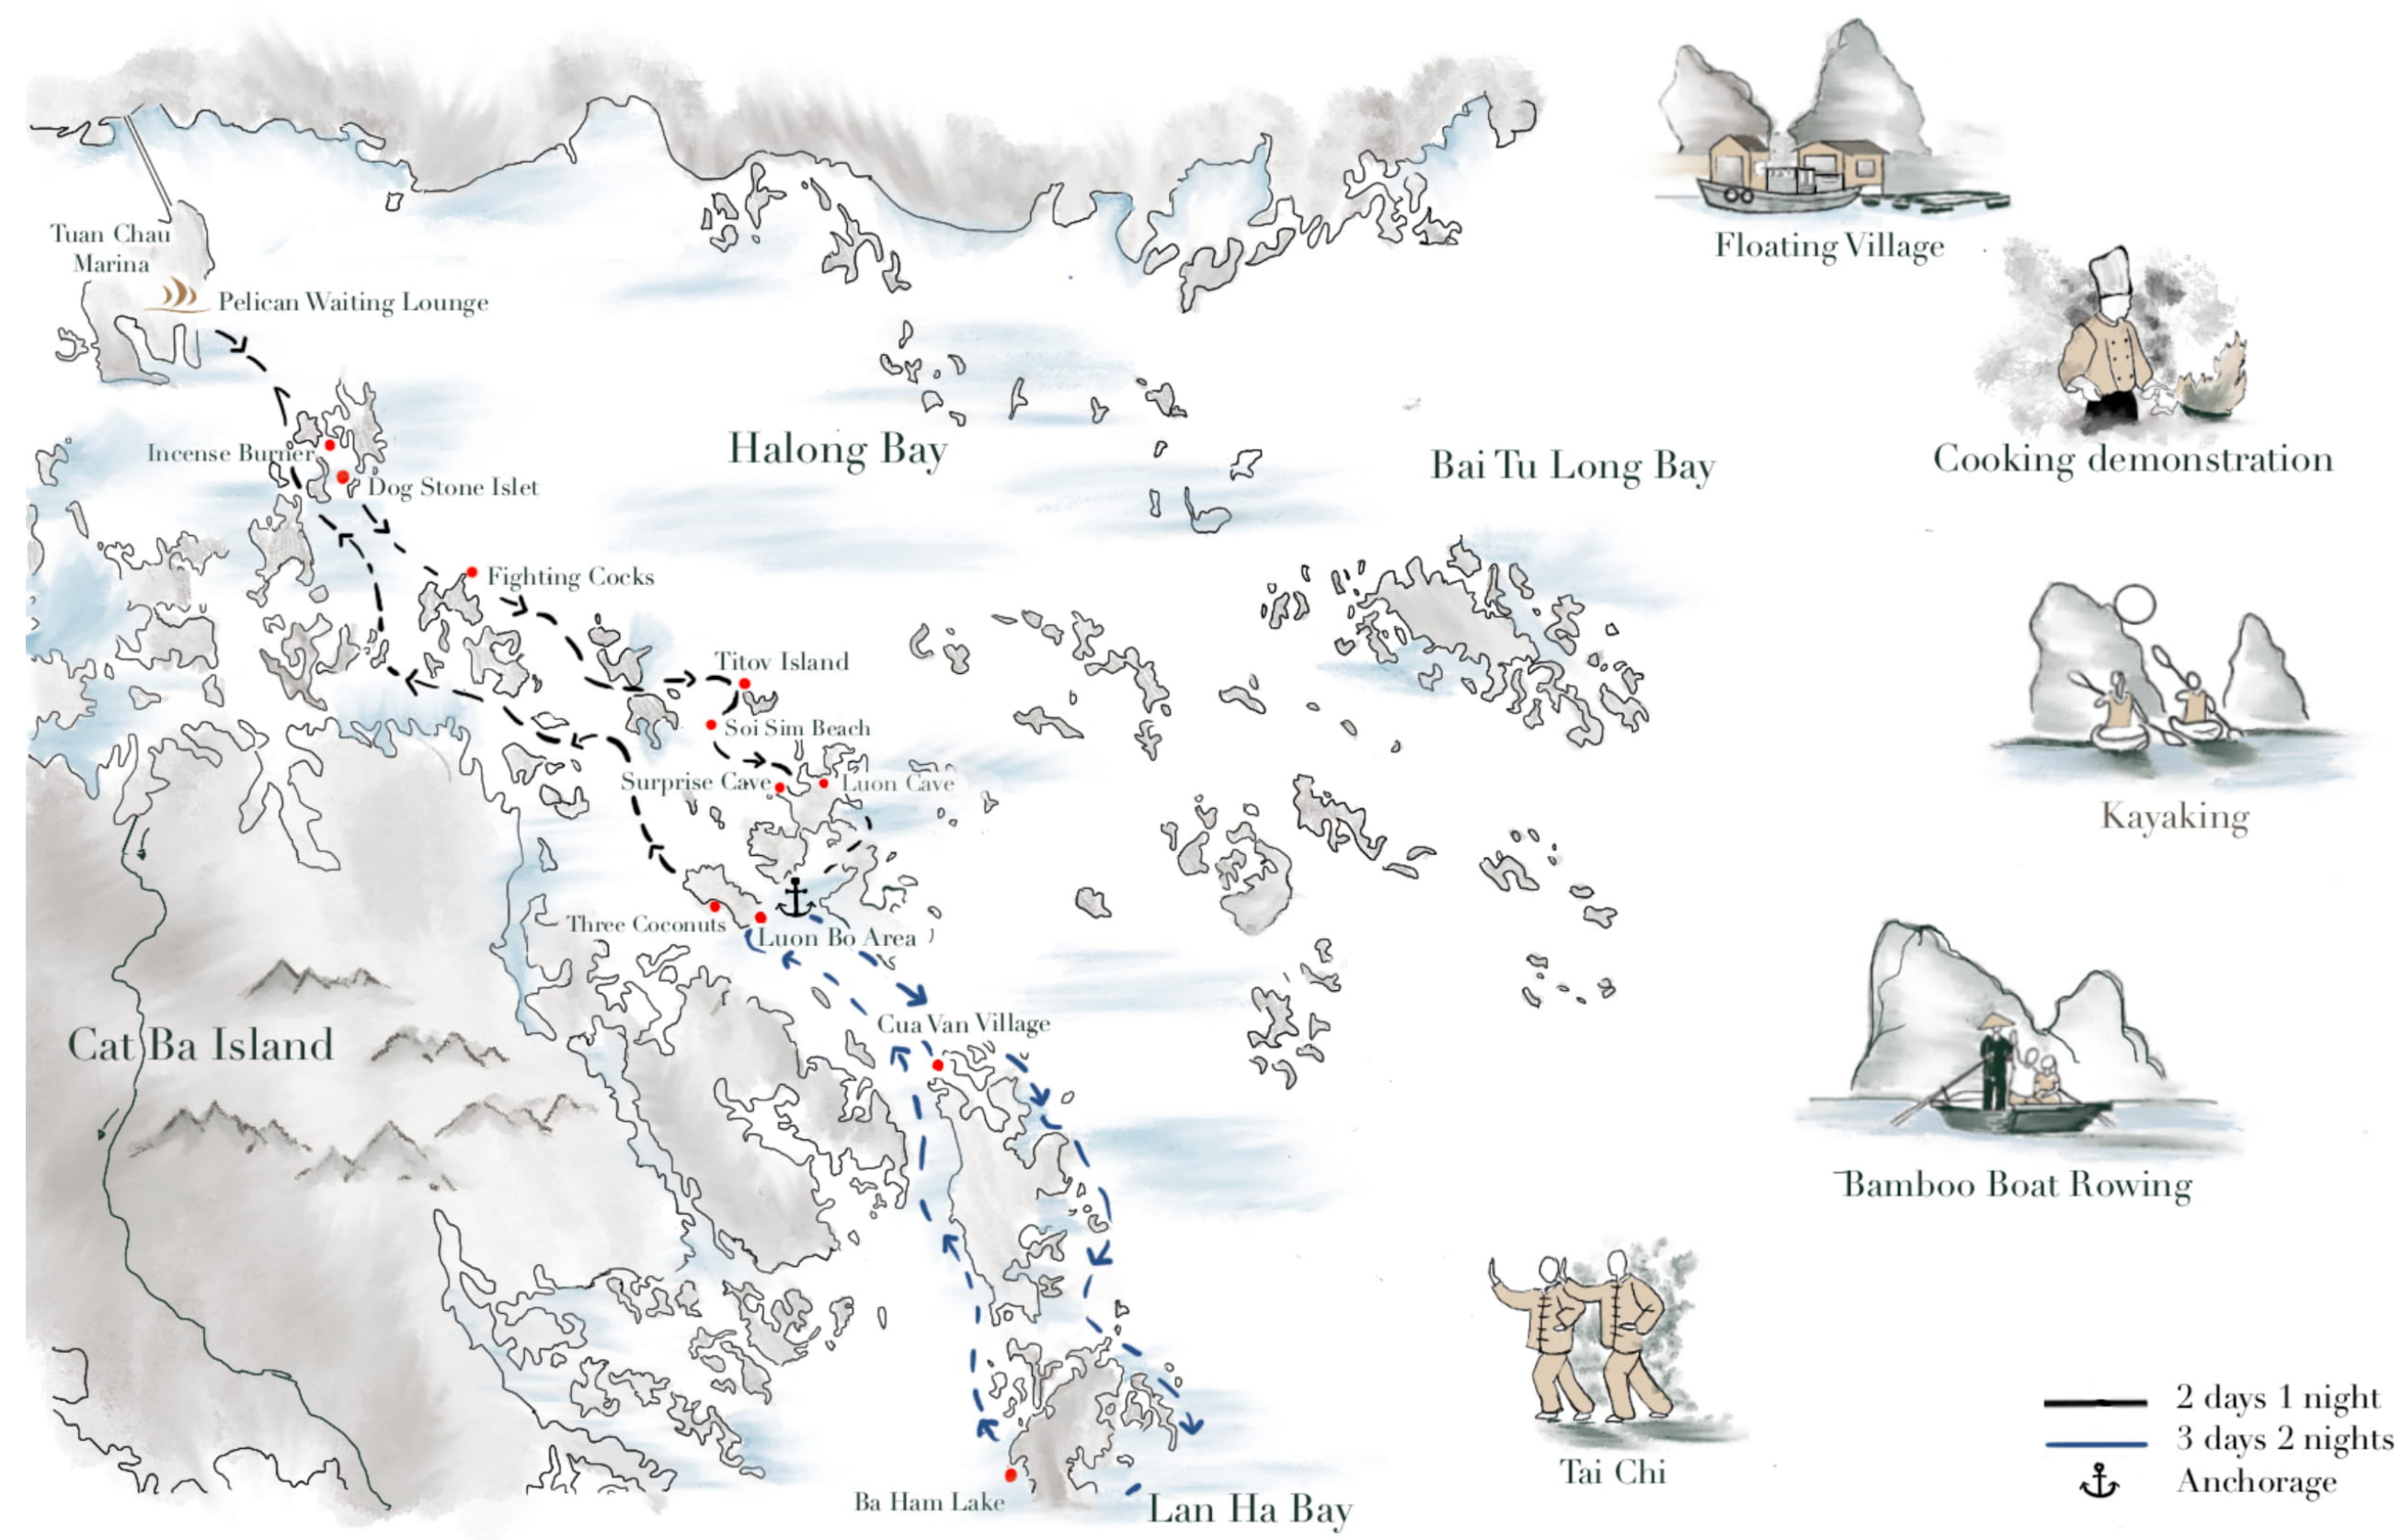 Floating Village
Tuan Chau
Marina
Pelican Waiting Lounge
Halong Bay
Bai Tu Long Bay
Cooking demonstration
Incense Burner
Dog Stone Islet
Fighting Cocks
Titov Island
Soi Sim Beach
Surprise Cave
Luon Cave
Kayaking
Three Coconuts
Luon Bo Area
Cat Ba Island
Cua Van Village
Bamboo Boat Rowing
Tai Chi
Ba Ham Lake
Lan Ha Bay
2 days 1 night
3 days 2 nights
Anchorage